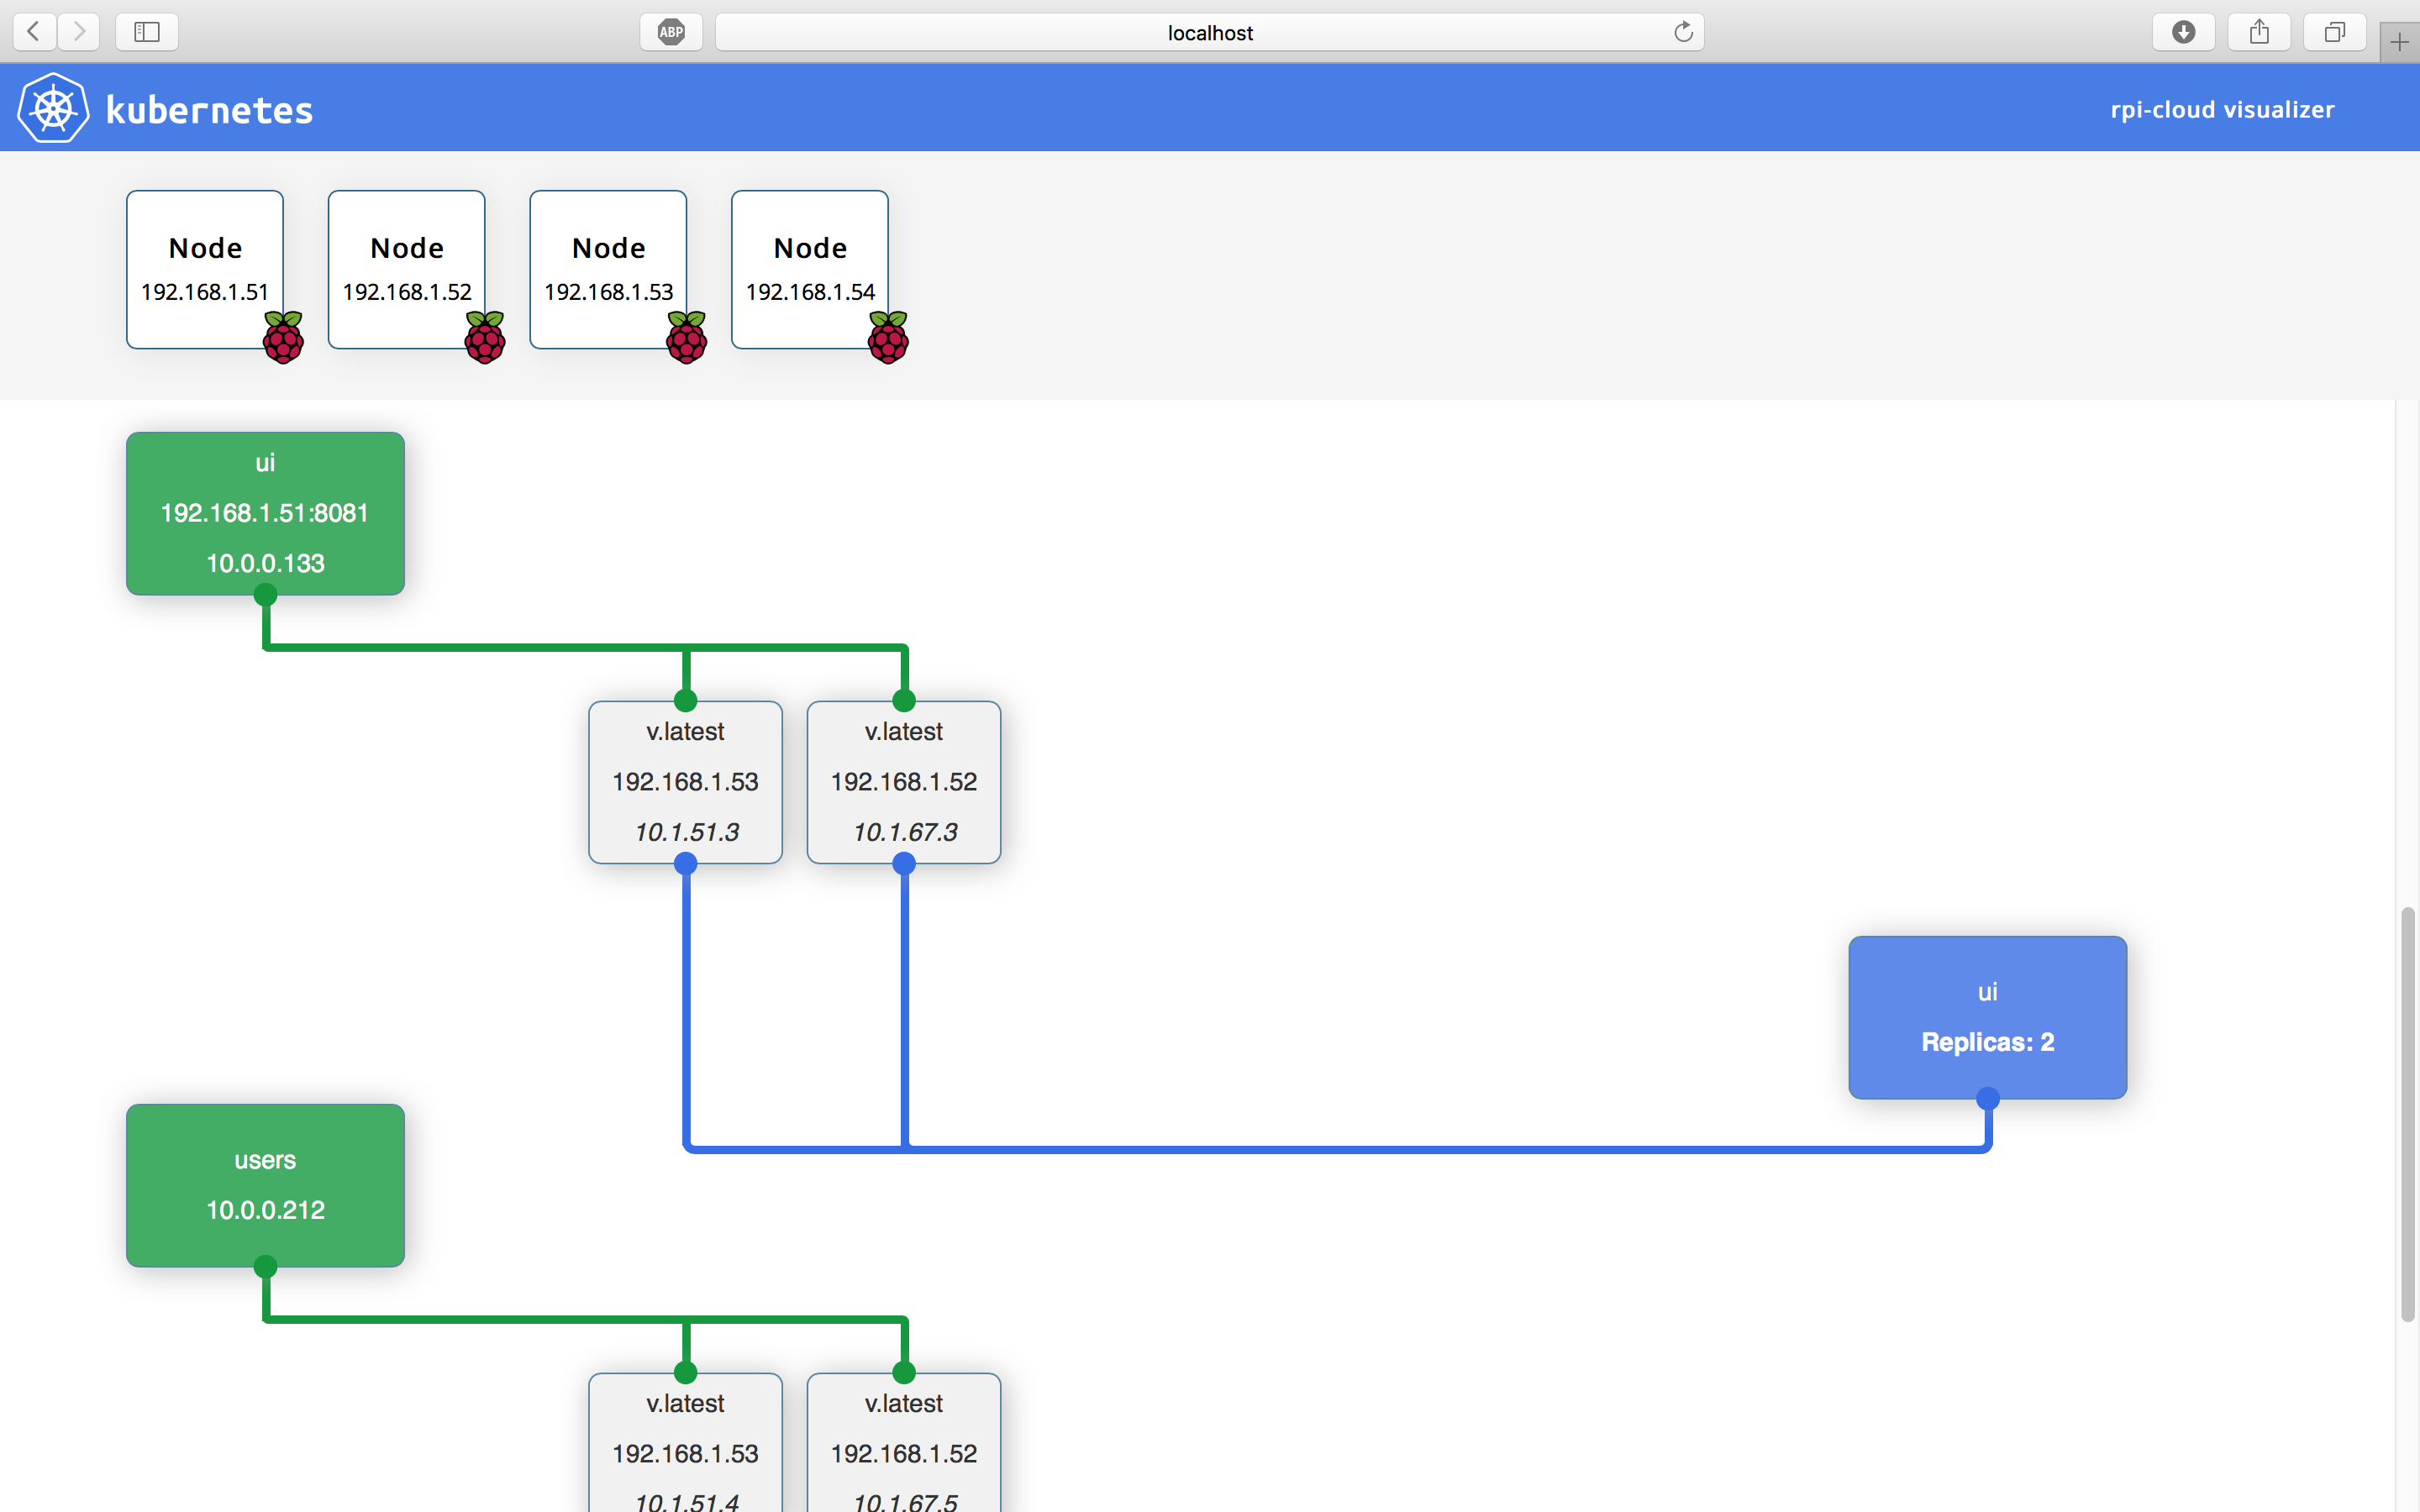 ABP
localhost
kubernetes
rpi-cloud visualizer
Node
192.168.1.51
Node
192.168.1.52
Node
192.168.1.53
Node
192.168.1.54
ui
192.168.1.51:8081
10.0.0.133
v.latest
192.168.1.53
10.1.51.3
v.latest
192.168.1.52
10.1.67.3
ui
Replicas: 2
users
10.0.0.212
v.latest
192.168.1.53
10.1.51.4
v.latest
192.168.1.52
10.1.67.5